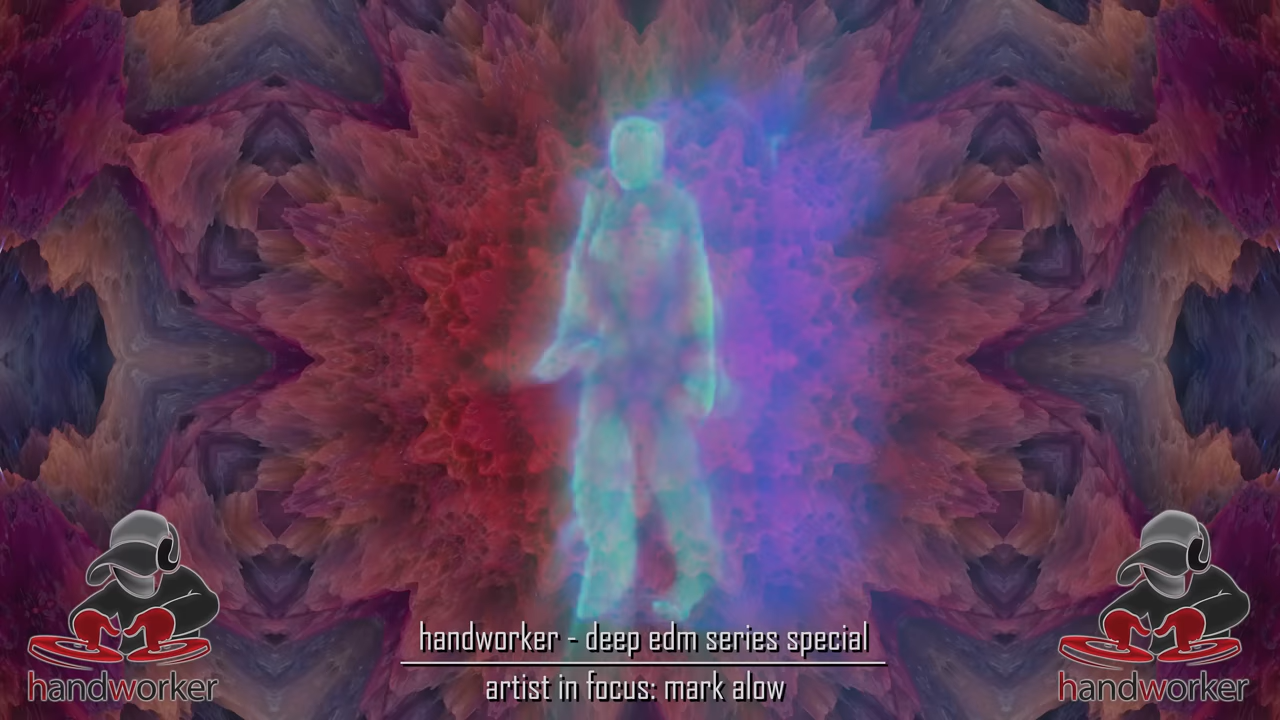 handworker - deep edm series special
artist in focus: mark alow
handworker
handworker